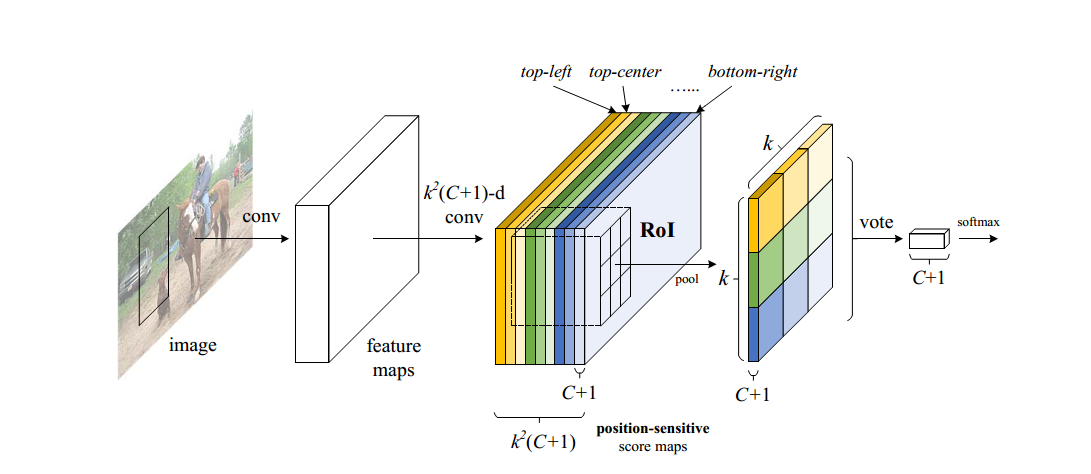 top-left top-center bottom-right
…...
k
k²(C+1)-d
conv
conv
RoI
vote
softmax
pool
k
C+1
image
feature
maps
C+1
C+1
k²(C+1)
position-sensitive
score maps